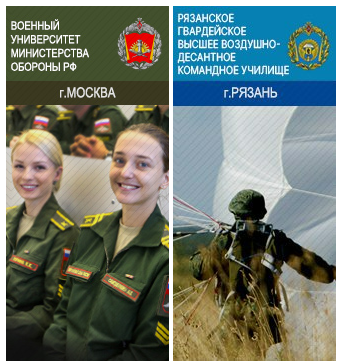 ВОЕННЫЙ
УНИВЕРСИТЕТ
МИНИСТЕРСТВА
ОБОРОНЫ РФ
г.МОСКВА
РЯЗАНСКОЕ
ГВАРДЕЙСКОЕ
ВЫСШЕЕ ВОЗДУШНО-
ДЕСАНТНОЕ
КОМАНДНОЕ УЧИЛИЩЕ
г.РЯЗАНЬ